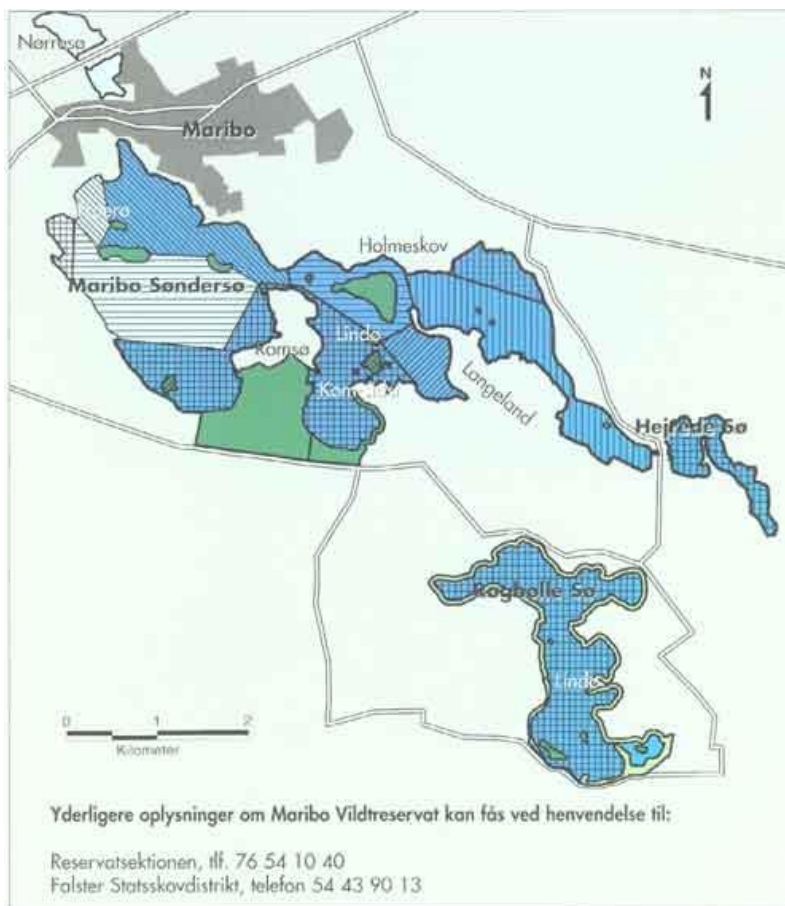 Nørresø
N
Maribo
Holmeskov
Maribo Søndersø
Lindø
Langeland
Hejrede Sø
Røgbølle Sø
Lindø
0 1 2
Kilometer
Yderligere oplysninger om Maribo Vildtreservat kan fås ved henvendelse til:
Reservatsektionen, tlf. 76 54 10 40
Falster Statsskovdistrikt, telefon 54 43 90 13